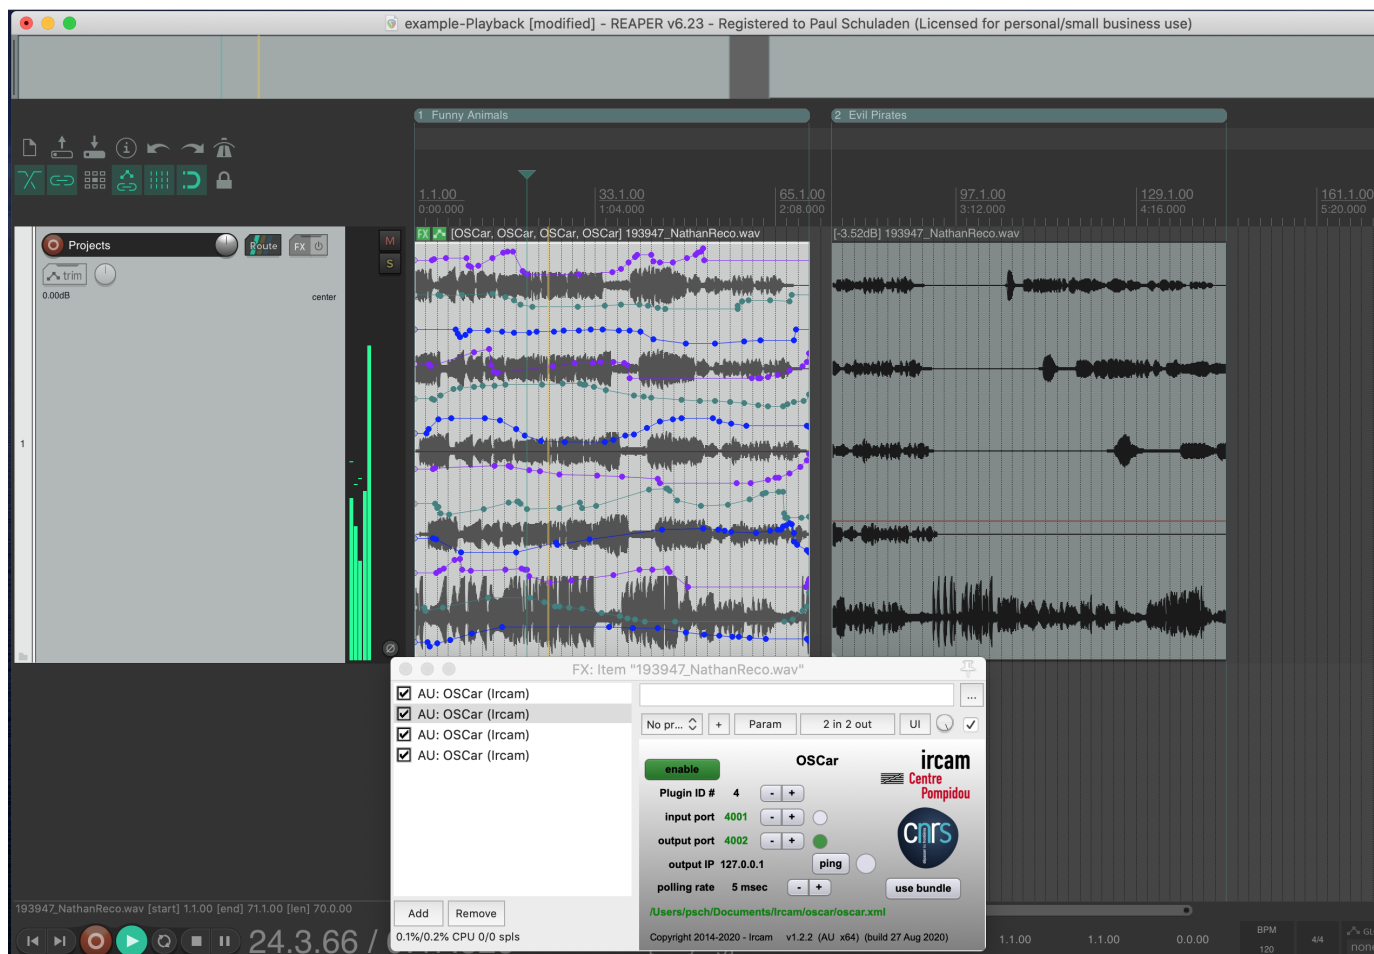 example-Playback [modified] - REAPER v6.23 - Registered to Paul Schuladen (Licensed for personal/small business use)
1 Funny Animals
2 Evil Pirates
1.1.00 33.1.00 65.1.00 97.1.00 129.1.00 161.1.00
0:00.000 1:04.000 2:08.000 3:12.000 4:16.000 5:20.000
Projects
Route
FX
M
S
trim
0.00dB
center
1
FX [OSCar, OSCar, OSCar, OSCar] 193947_NathanReco.wav
[-3.52dB] 193947_NathanReco.wav
FX: Item "193947_NathanReco.wav"
AU: OSCar (Ircam)
AU: OSCar (Ircam)
AU: OSCar (Ircam)
AU: OSCar (Ircam)
...
No pr...
+
Param
2 in 2 out
UI
OSCar
enable
Plugin ID # 4 - +
input port 4001 - +
output port 4002 - +
output IP 127.0.0.1 ping
polling rate 5 msec - +
use bundle
ircam
Centre
Pompidou
cnrs
/Users/psch/Documents/Ircam/oscar/oscar.xml
Copyright 2014-2020 - Ircam v1.2.2 (AU x64) (build 27 Aug 2020)
Add
Remove
0.1%/0.2% CPU 0/0 spls
193947_NathanReco.wav [start] 1.1.00 [end] 71.1.00 [len] 70.0.00
24.3.66 /
1.1.00 1.1.00 0.0.00
BPM
120
4/4